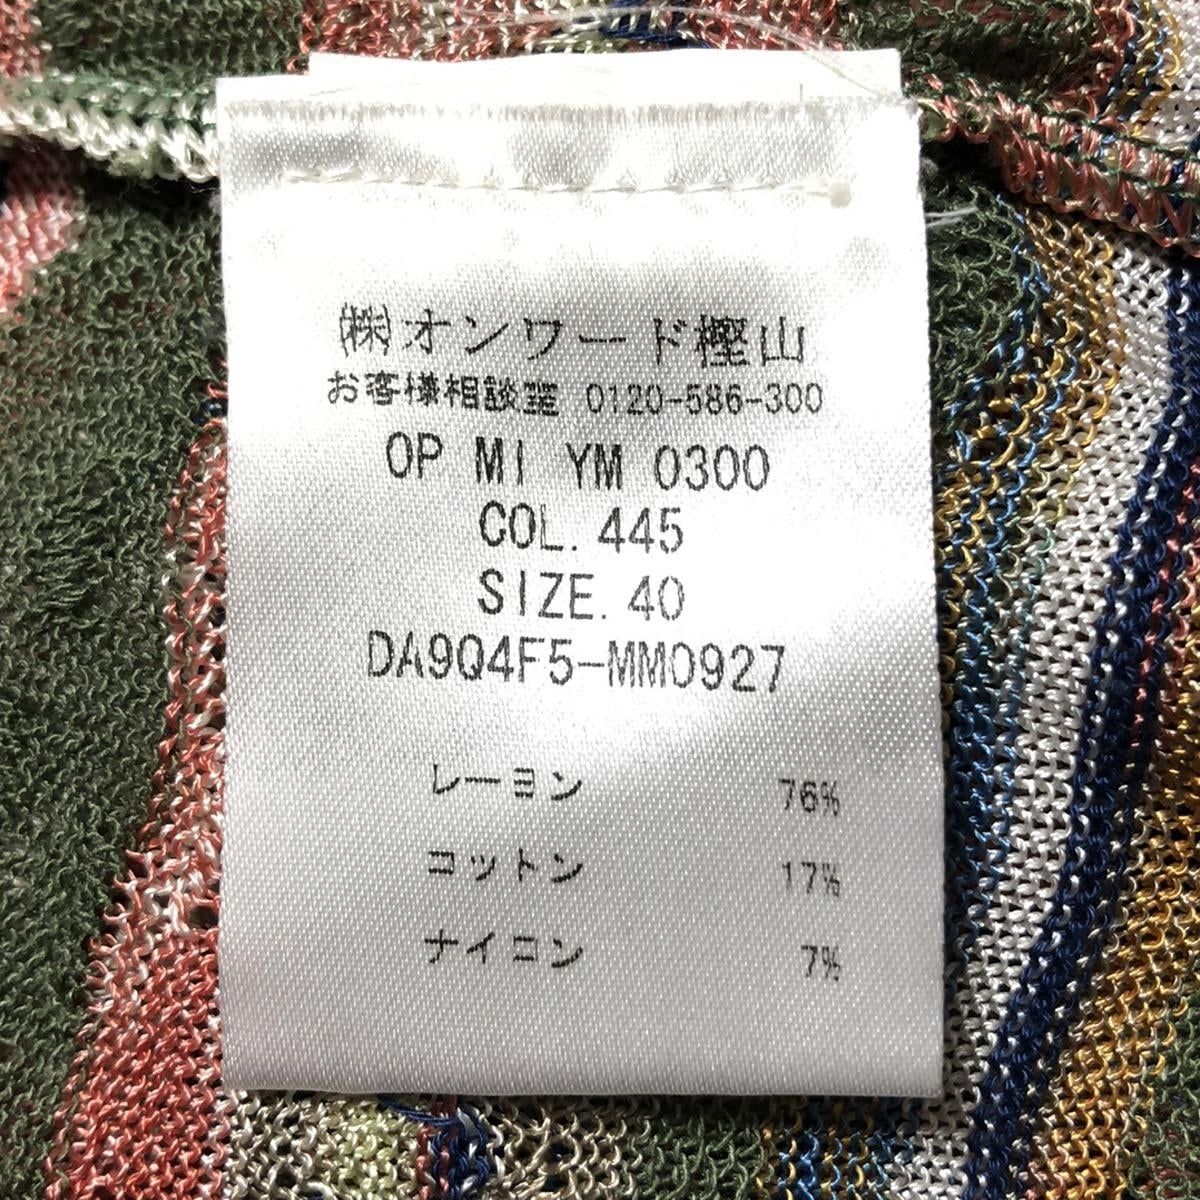 ㈱オンワード樫山
お客様相談室 0120-586-300
OP MI YM 0300
COL. 445
SIZE. 40
DA9Q4F5-MM0927
レーヨン 76%
コットン 17%
ナイロン 7%